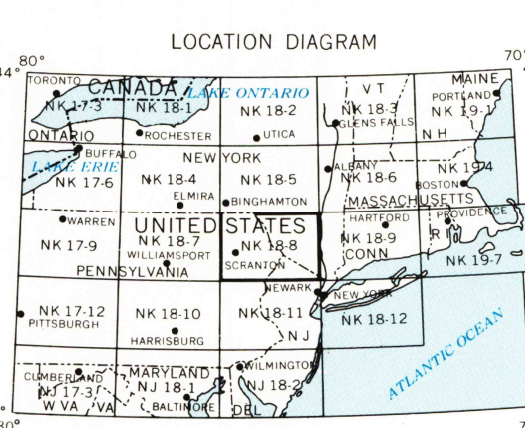 LOCATION DIAGRAM
80°
70°
44°
TORONTO
CANADA
LAKE ONTARIO
VT
MAINE
PORTLAND
NK 17-3
NK 18-1
NK 18-2
NK 18-3
NK 19-1
GLENS FALLS
ONTARIO
ROCHESTER
UTICA
NH
BUFFALO
NEW YORK
LAKE ERIE
ALBANY
NK 19-4
NK 17-6
NK 18-4
NK 18-5
NK 18-6
BOSTON
ELMIRA
BINGHAMTON
MASSACHUSETTS
WARREN
UNITED STATES
HARTFORD
PROVIDENCE
NK 17-9
NK 18-7
NK 18-8
NK 18-9
RI
WILLIAMSPORT
SCRANTON
CONN
NK 19-7
PENNSYLVANIA
NEWARK
NEW YORK
NK 17-12
NK 18-10
NK 18-11
NK 18-12
PITTSBURGH
HARRISBURG
NJ
ATLANTIC OCEAN
CUMBERLAND
MARYLAND
WILMINGTON
NJ 17-3
NJ 18-1
NJ 18-2
W VA
VA
BALTIMORE
DEL